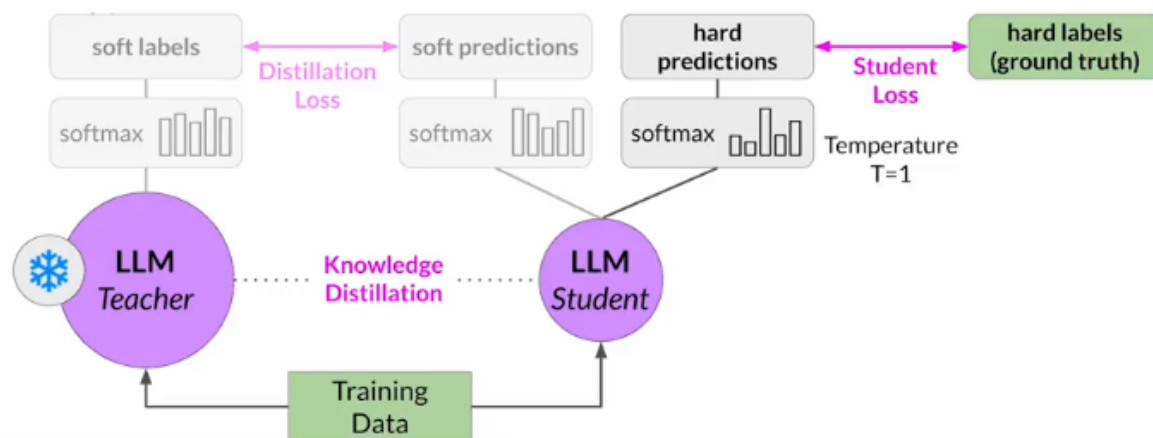 soft labels
Distillation
Loss
soft predictions
hard
predictions
Student
Loss
hard labels
(ground truth)
softmax
softmax
softmax
Temperature
T=1
LLM
Teacher
Knowledge
Distillation
LLM
Student
Training
Data